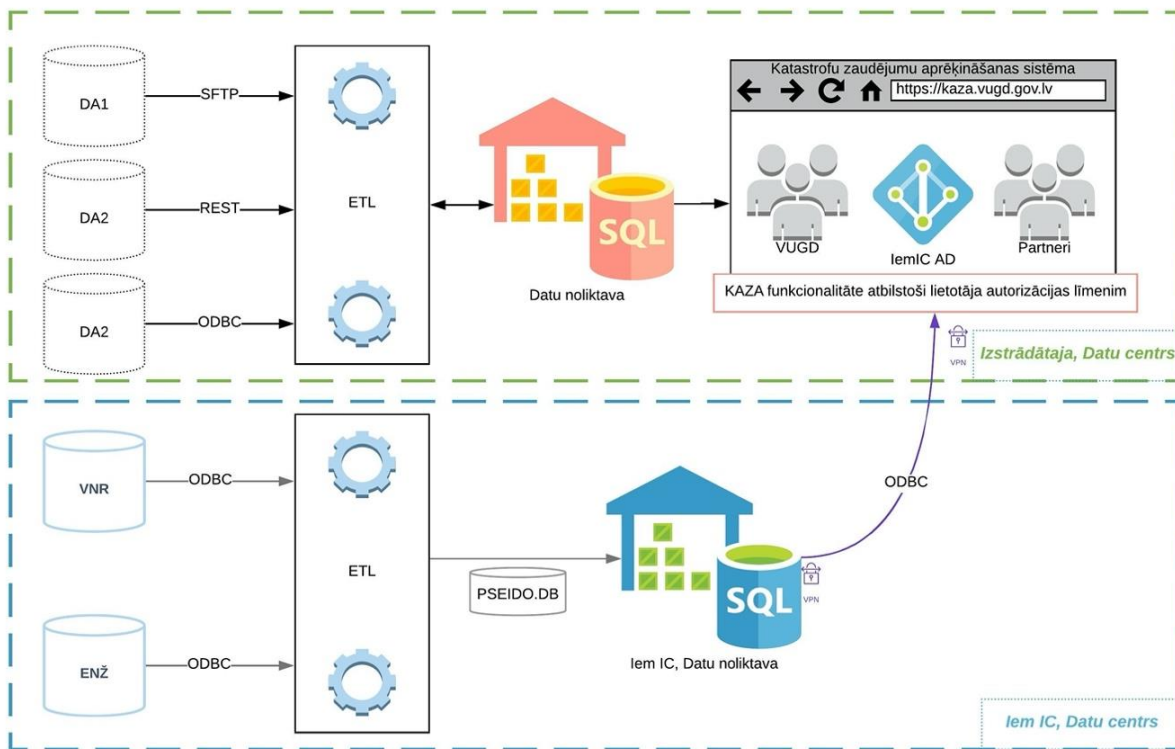 DA1
SFTP
DA2
REST
DA2
ODBC
ETL
SQL
Datu noliktava
Katastrofu zaudējumu aprēķināšanas sistēma
https://kaza.vugd.gov.lv
VUGD
IemIC AD
Partneri
KAZA funkcionalitāte atbilstoši lietotāja autorizācijas līmenim
VPN
Izstrādātaja, Datu centrs
VNR
ODBC
ENŽ
ODBC
ETL
PSEIDO.DB
SQL
VPN
Iem IC, Datu noliktava
ODBC
Iem IC, Datu centrs